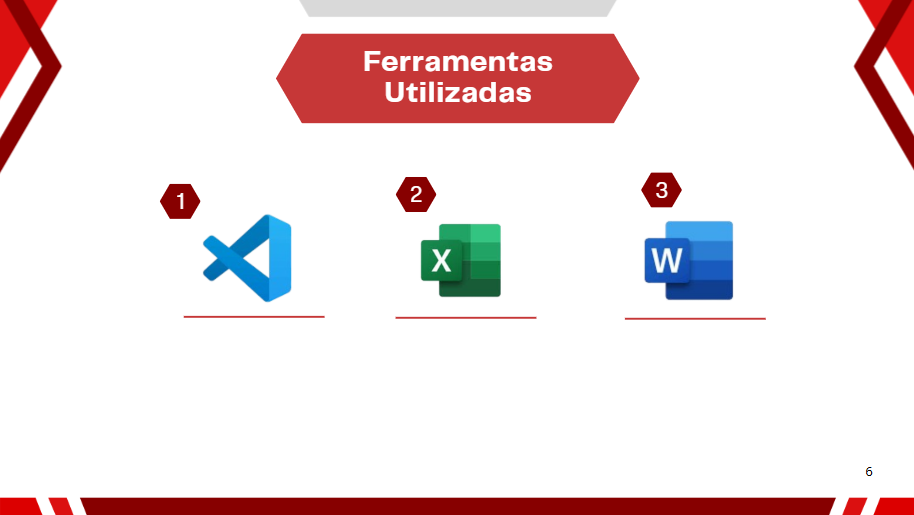 Ferramentas
Utilizadas
1
2
3
X
W
6